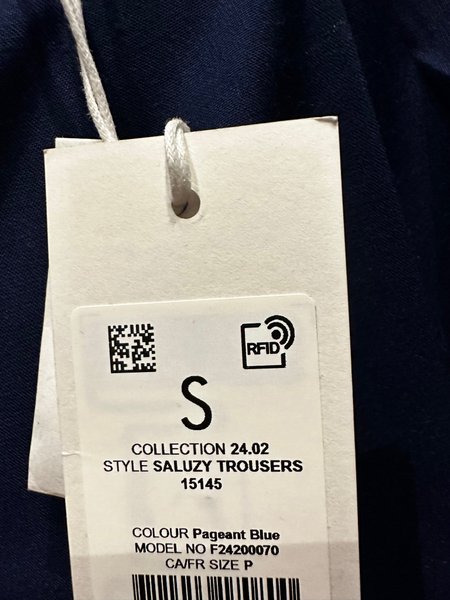 RFID
S
COLLECTION 24.02
STYLE SALUZY TROUSERS
15145
COLOUR Pageant Blue
MODEL NO F24200070
CA/FR SIZE P